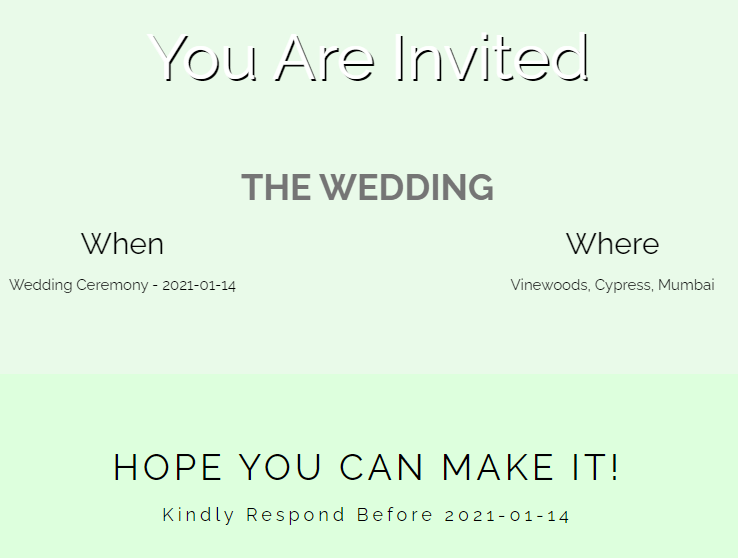 You Are Invited
THE WEDDING
When
Wedding Ceremony - 2021-01-14
Where
Vinewoods, Cypress, Mumbai
HOPE YOU CAN MAKE IT!
Kindly Respond Before 2021-01-14